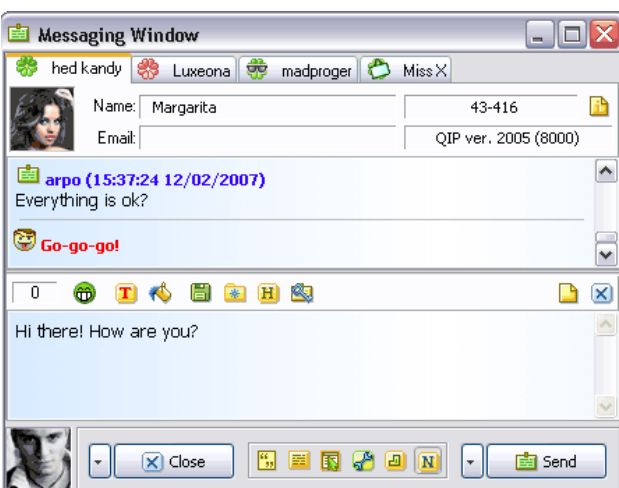 Messaging Window
hed kandy Luxeona madproger Miss X
Name: Margarita 43-416
Email: QIP ver. 2005 (8000)
arpo (15:37:24 12/02/2007)
Everything is ok?
Go-go-go!
0 T H
Hi there! How are you?
Close N Send